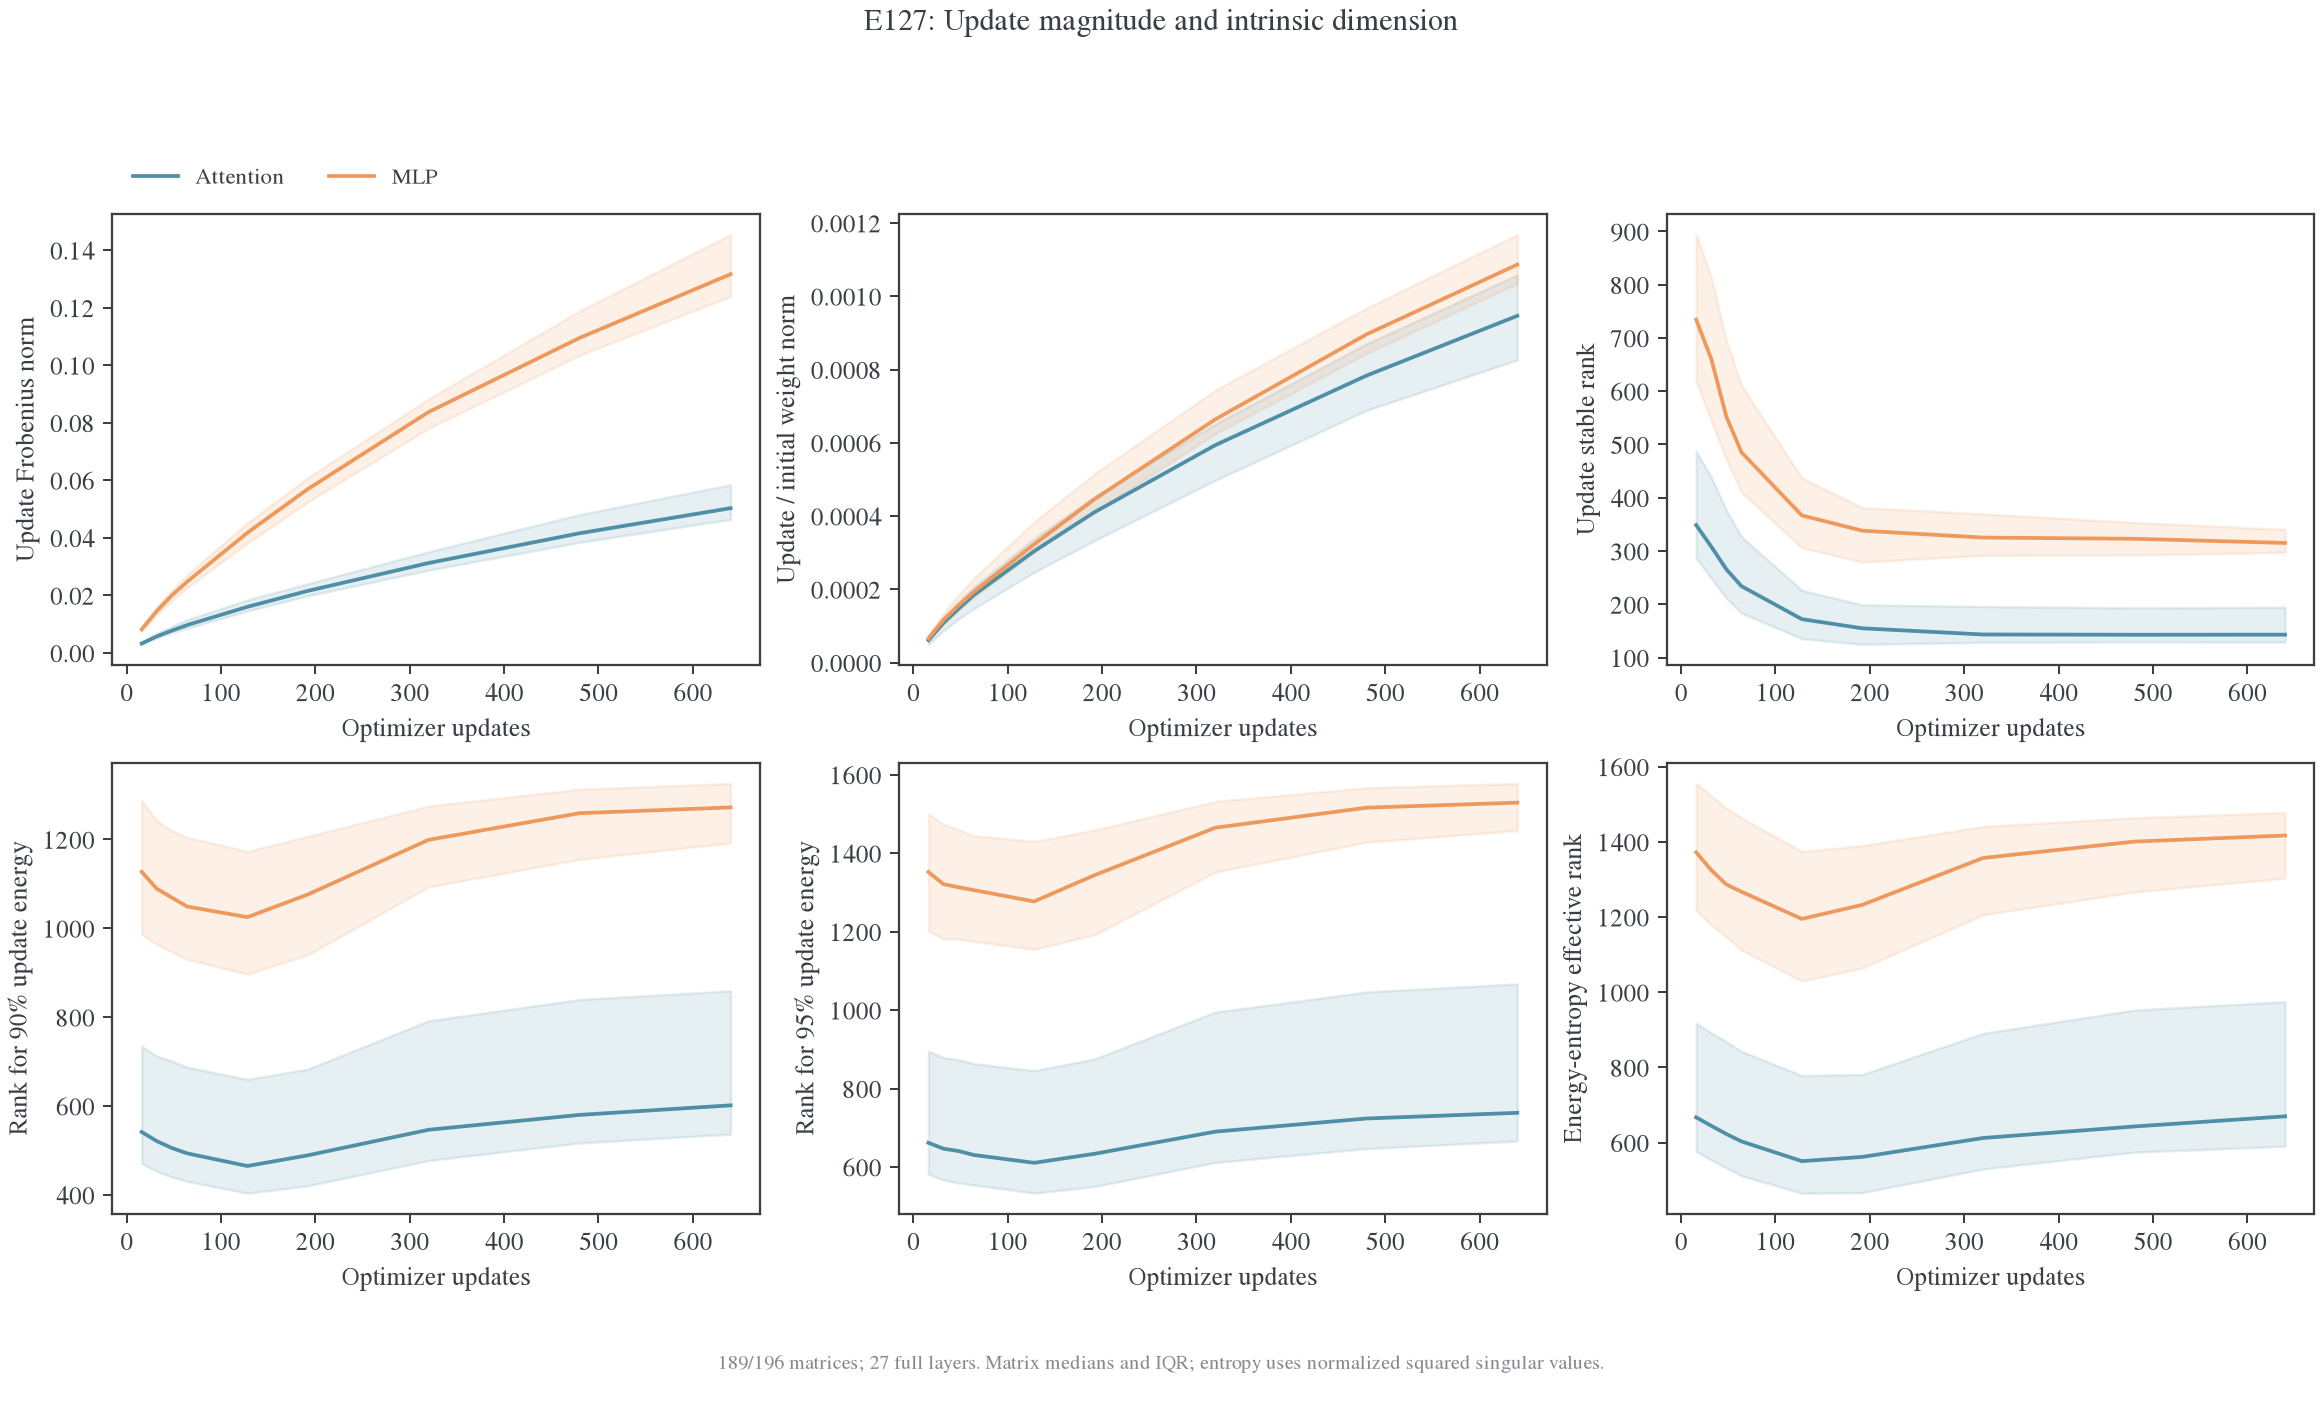 E127: Update magnitude and intrinsic dimension
Attention
MLP
Update Frobenius norm
0.14
0.12
0.10
0.08
0.06
0.04
0.02
0.00
0 100 200 300 400 500 600
Optimizer updates
Update / initial weight norm
0.0012
0.0010
0.0008
0.0006
0.0004
0.0002
0.0000
0 100 200 300 400 500 600
Optimizer updates
Update stable rank
900
800
700
600
500
400
300
200
100
0 100 200 300 400 500 600
Optimizer updates
Rank for 90% update energy
1200
1000
800
600
400
0 100 200 300 400 500 600
Optimizer updates
Rank for 95% update energy
1600
1400
1200
1000
800
600
0 100 200 300 400 500 600
Optimizer updates
Energy-entropy effective rank
1600
1400
1200
1000
800
600
0 100 200 300 400 500 600
Optimizer updates
189/196 matrices; 27 full layers. Matrix medians and IQR; entropy uses normalized squared singular values.